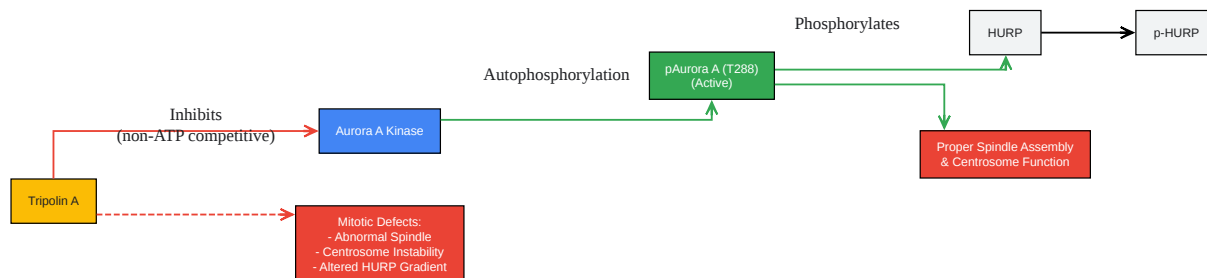 Phosphorylates
HURP
p-HURP
Autophosphorylation
pAurora A (T288)
(Active)
Inhibits
(non-ATP competitive)
Aurora A Kinase
Proper Spindle Assembly
& Centrosome Function
Tripolin A
Mitotic Defects:
- Abnormal Spindle
- Centrosome Instability
- Altered HURP Gradient